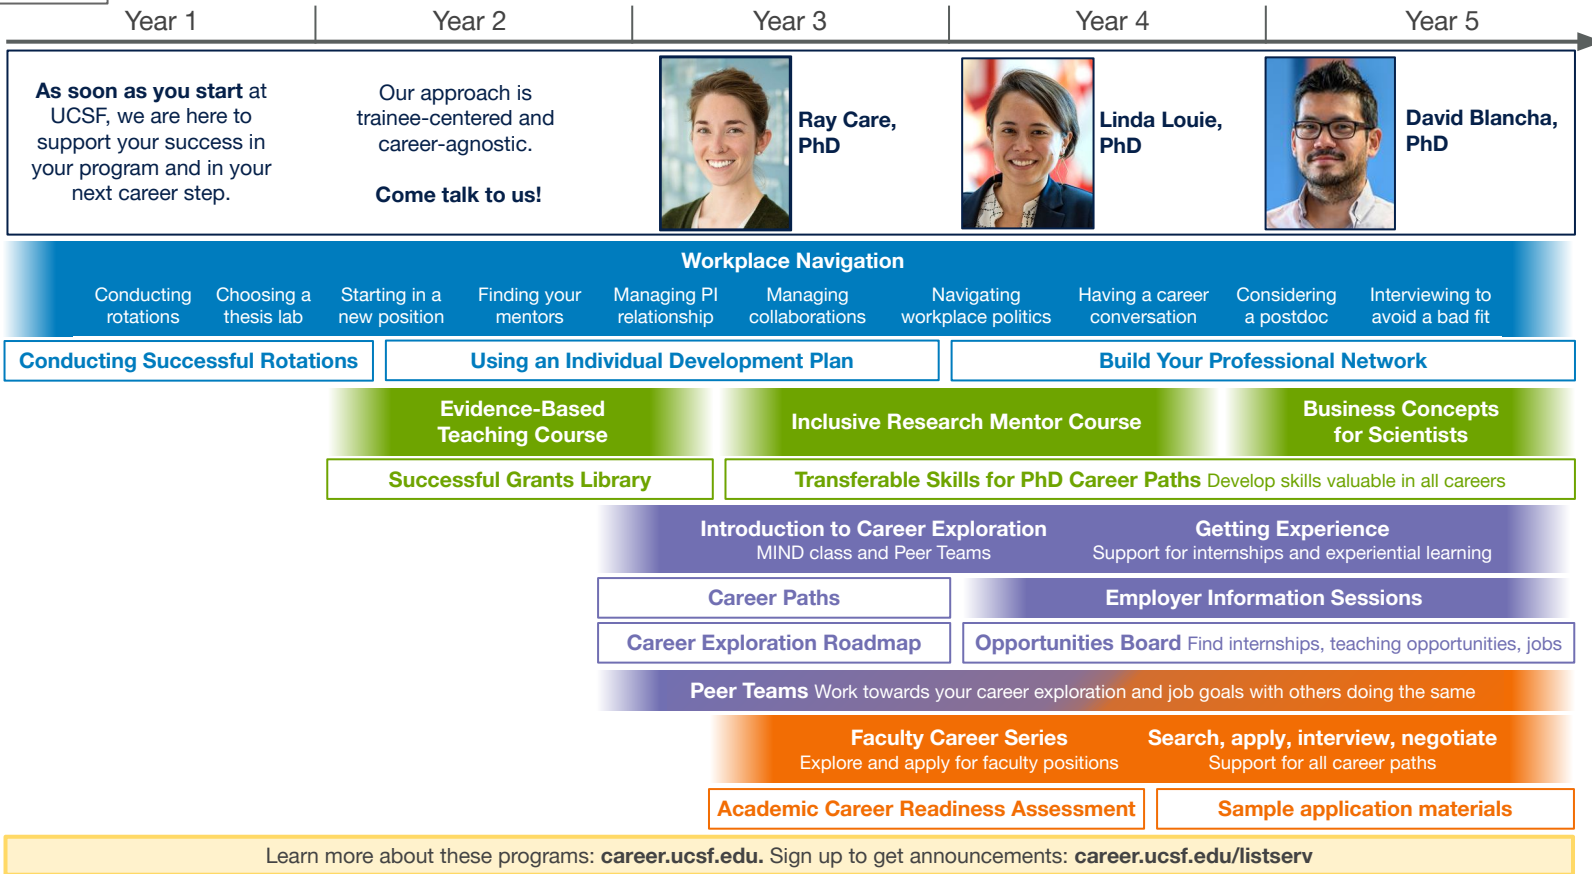 Year 1
Year 2
Year 3
Year 4
Year 5
As soon as you start at
UCSF, we are here to
support your success in
your program and in your
next career step.
Our approach is
trainee-centered and
career-agnostic.
Come talk to us!
Ray Care,
PhD
Linda Louie,
PhD
David Blancha,
PhD
Workplace Navigation
Conducting
rotations
Choosing a
thesis lab
Starting in a
new position
Finding your
mentors
Managing PI
relationship
Managing
collaborations
Navigating
workplace politics
Having a career
conversation
Considering
a postdoc
Interviewing to
avoid a bad fit
Conducting Successful Rotations
Using an Individual Development Plan
Build Your Professional Network
Evidence-Based
Teaching Course
Inclusive Research Mentor Course
Business Concepts
for Scientists
Successful Grants Library
Transferable Skills for PhD Career Paths Develop skills valuable in all careers
Introduction to Career Exploration
MIND class and Peer Teams
Getting Experience
Support for internships and experiential learning
Career Paths
Employer Information Sessions
Career Exploration Roadmap
Opportunities Board Find internships, teaching opportunities, jobs
Peer Teams Work towards your career exploration and job goals with others doing the same
Faculty Career Series
Explore and apply for faculty positions
Search, apply, interview, negotiate
Support for all career paths
Academic Career Readiness Assessment
Sample application materials
Learn more about these programs: career.ucsf.edu. Sign up to get announcements: career.ucsf.edu/listserv